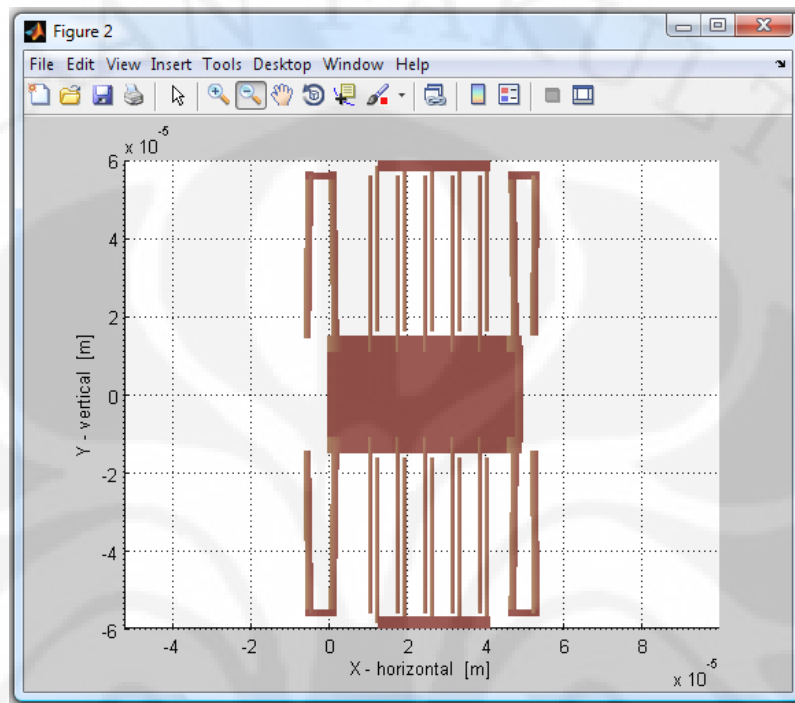 Figure 2
File Edit View Insert Tools Desktop Window Help
x 10⁻⁵
6
4
2
0
-2
-4
-6
Y - vertical [m]
-4 -2 0 2 4 6 8
X - horizontal [m]
x 10⁻⁵